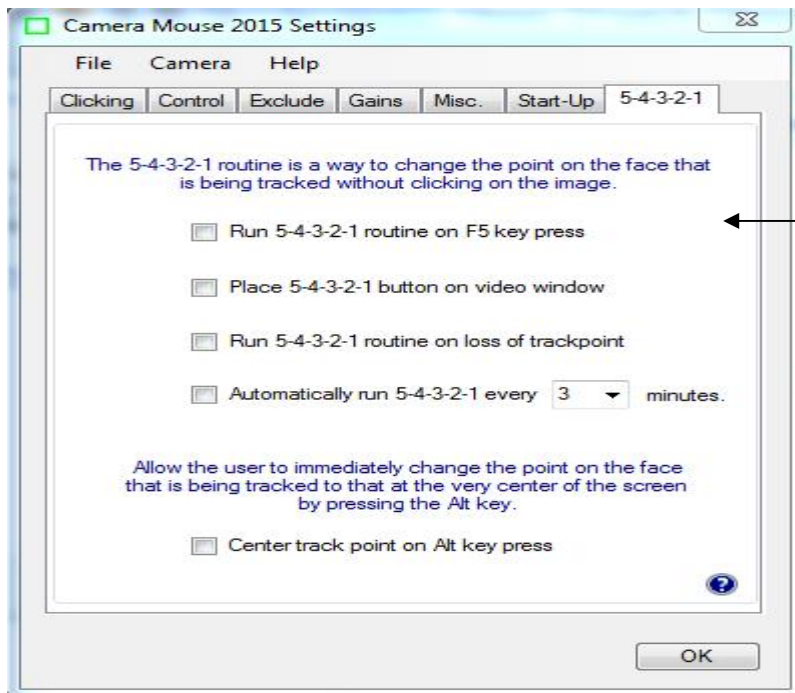 Camera Mouse 2015 Settings
File Camera Help
Clicking Control Exclude Gains Misc. Start-Up 5-4-3-2-1
The 5-4-3-2-1 routine is a way to change the point on the face that
is being tracked without clicking on the image.
Run 5-4-3-2-1 routine on F5 key press
Place 5-4-3-2-1 button on video window
Run 5-4-3-2-1 routine on loss of trackpoint
Automatically run 5-4-3-2-1 every 3 minutes.
Allow the user to immediately change the point on the face
that is being tracked to that at the very center of the screen
by pressing the Alt key.
Center track point on Alt key press
?
OK